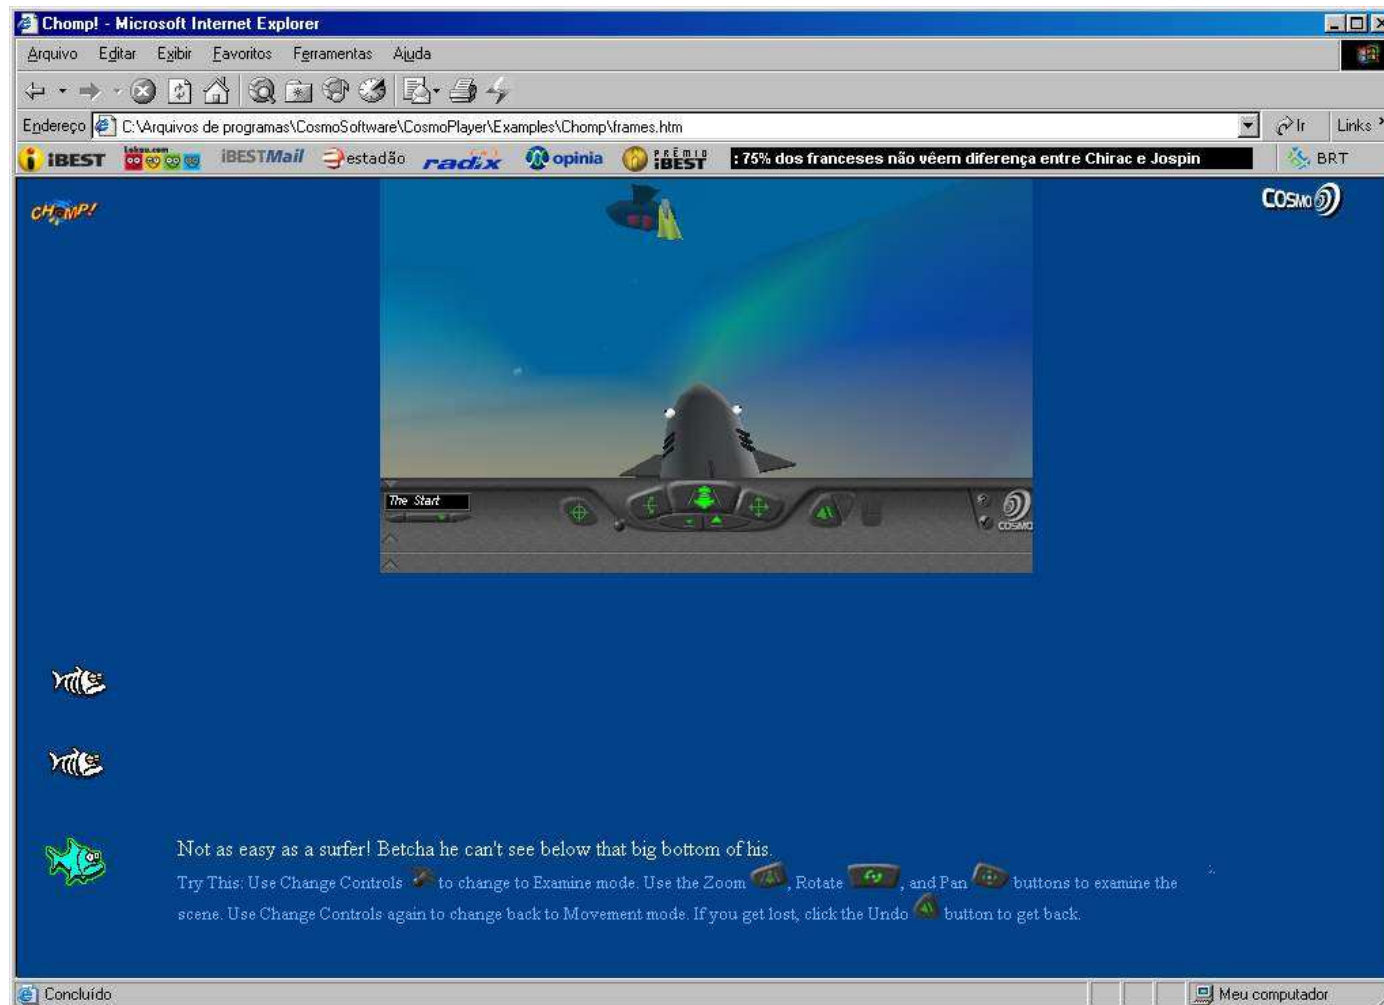 Chomp! - Microsoft Internet Explorer
Arquivo Editar Exibir Favoritos Ferramentas Ajuda
Endereço C:\Arquivos de programas\CosmoSoftware\CosmoPlayer\Examples\Chomp\frames.htm Ir Links
iBEST iBESTMail estadão radix opinia PRÊMIO iBEST : 75% dos franceses não vêem diferença entre Chirac e Jospin BRT
CHOMP!
COSMO
The Start
COSMO
Not as easy as a surfer! Betcha he can't see below that big bottom of his.
Try This: Use Change Controls to change to Examine mode. Use the Zoom , Rotate , and Pan buttons to examine the
scene. Use Change Controls again to change back to Movement mode. If you get lost, click the Undo button to get back.
Concluído Meu computador